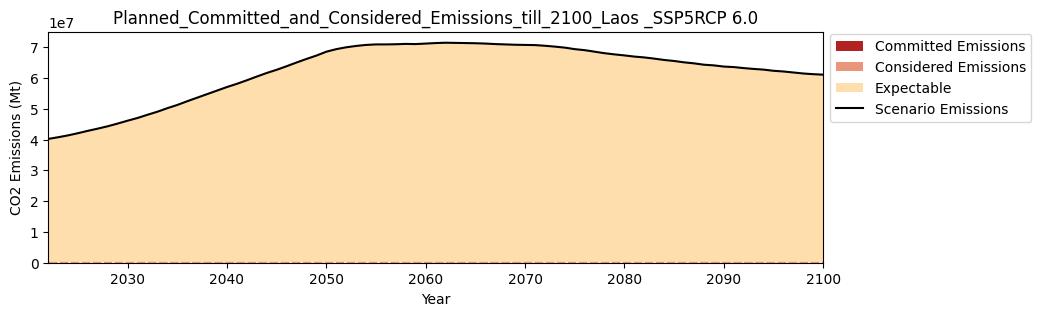 Planned_Committed_and_Considered_Emissions_till_2100_Laos _SSP5RCP 6.0
1e7
7
6
5
4
3
2
1
0
CO2 Emissions (Mt)
2030 2040 2050 2060 2070 2080 2090 2100
Year
Committed Emissions
Considered Emissions
Expectable
Scenario Emissions